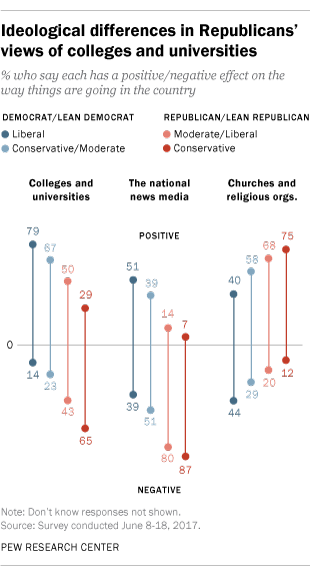 Ideological differences in Republicans'
views of colleges and universities
% who say each has a positive/negative effect on the
way things are going in the country
DEMOCRAT/LEAN DEMOCRAT
REPUBLICAN/LEAN REPUBLICAN
Liberal
Moderate/Liberal
Conservative/Moderate
Conservative
Colleges and
universities
The national
news media
Churches and
religious orgs.
POSITIVE
79
67
50
29
51
39
14
7
40
58
68
75
0
14
23
43
65
39
51
80
87
44
29
20
12
NEGATIVE
Note: Don't know responses not shown.
Source: Survey conducted June 8-18, 2017.
PEW RESEARCH CENTER